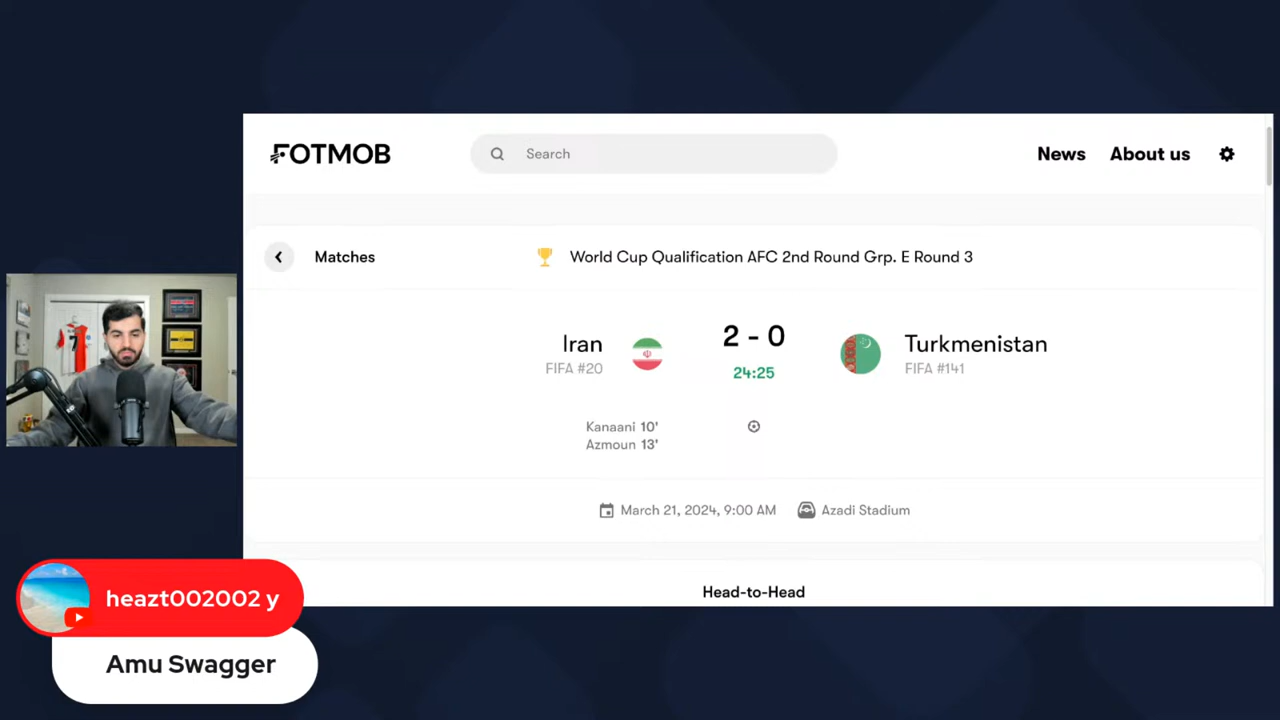 FOTMOB
Search
News
About us
Matches
World Cup Qualification AFC 2nd Round Grp. E Round 3
Iran
FIFA #20
2 - 0
24:25
Turkmenistan
FIFA #141
Kanaani 10'
Azmoun 13'
March 21, 2024, 9:00 AM
Azadi Stadium
Head-to-Head
7
heazt002002 y
Amu Swagger